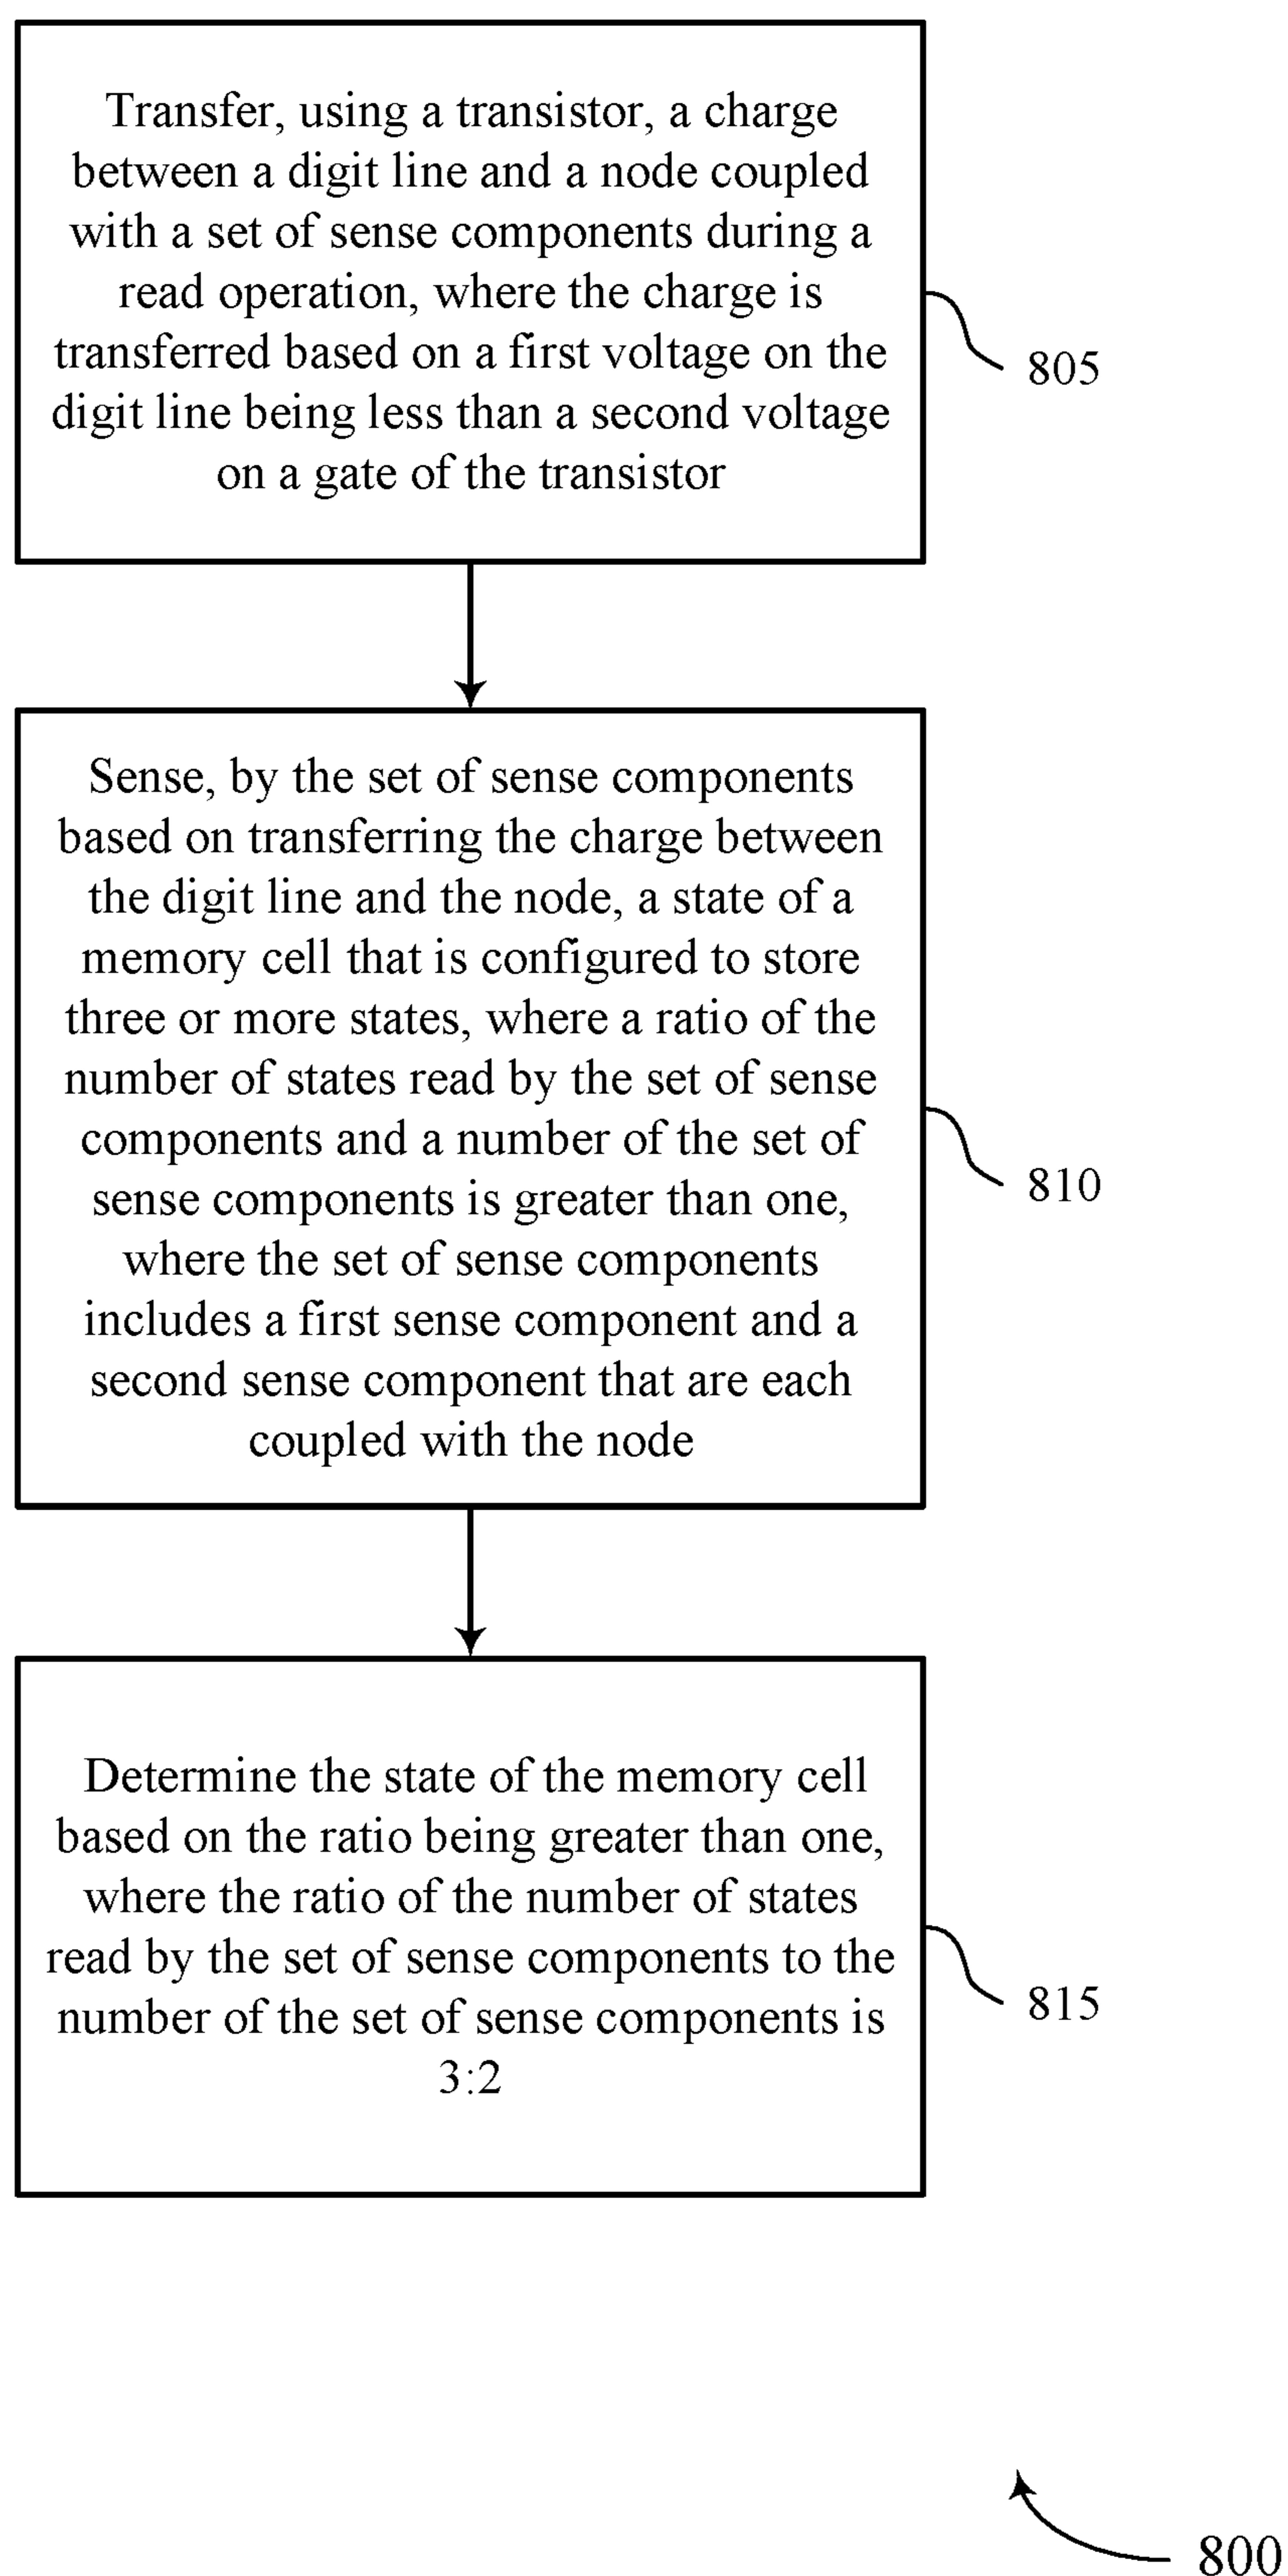 Transfer, using a transistor, a charge
between a digit line and a node coupled
with a set of sense components during a
read operation, where the charge is
transferred based on a first voltage on the
digit line being less than a second voltage
on a gate of the transistor
805
Sense, by the set of sense components
based on transferring the charge between
the digit line and the node, a state of a
memory cell that is configured to store
three or more states, where a ratio of the
number of states read by the set of sense
components and a number of the set of
sense components is greater than one,
where the set of sense components
includes a first sense component and a
second sense component that are each
coupled with the node
810
Determine the state of the memory cell
based on the ratio being greater than one,
where the ratio of the number of states
read by the set of sense components to the
number of the set of sense components is
3:2
815
800